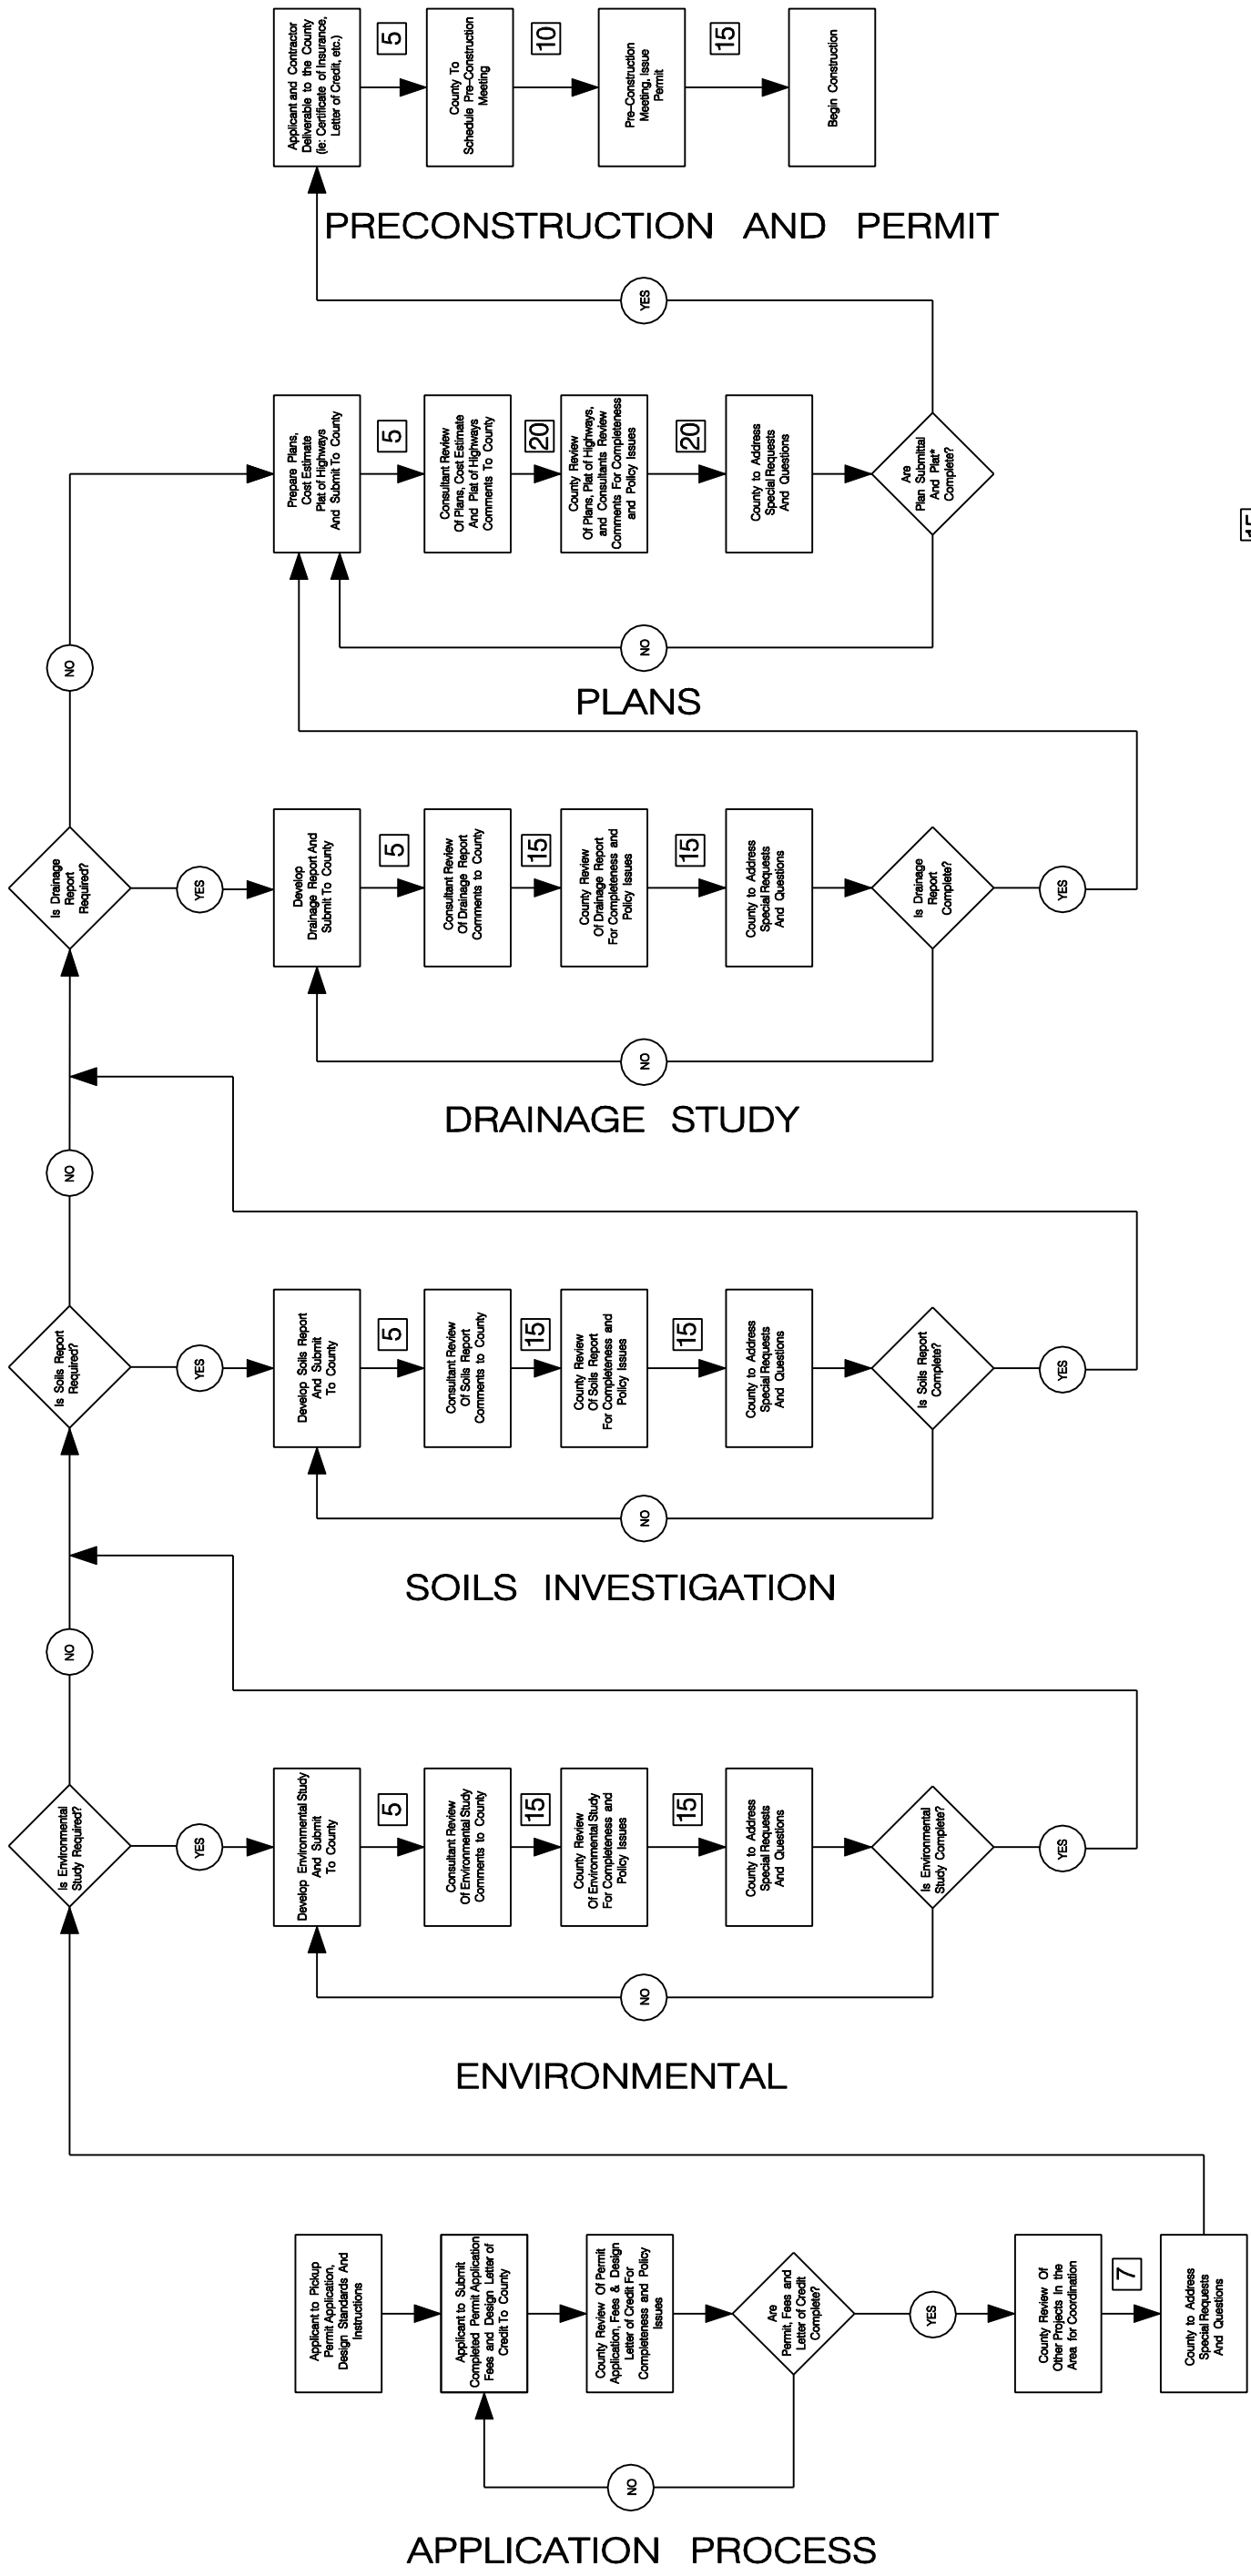 APPLICATION PROCESS
Applicant to Pickup
Permit Application,
Design Standards And
Instructions
Applicant to Submit
Completed Permit Application
Fees and Design Letter of
Credit To County
County Review Of Permit
Application, Fees & Design
Letter of Credit For
Completeness and Policy
Issues
Are
Permit, Fees and
Letter of Credit
Complete?
NO
YES
County Review Of
Other Projects In the
Area for Coordination
7
County to Address
Special Requests
And Questions
ENVIRONMENTAL
Is Environmental
Study Required?
NO
YES
Develop Environmental Study
And Submit
To County
5
Consultant Review
Of Environmental Study
Comments to County
15
County Review
Of Environmental Study
For Completeness and
Policy Issues
15
County to Address
Special Requests
And Questions
Is Environmental
Study Complete?
NO
YES
SOILS INVESTIGATION
Is Soils Report
Required?
NO
YES
Develop Soils Report
And Submit
To County
5
Consultant Review
Of Soils Report
Comments to County
15
County Review
Of Soils Report
For Completeness and
Policy Issues
15
County to Address
Special Requests
And Questions
Is Soils Report
Complete?
NO
YES
DRAINAGE STUDY
Is Drainage
Report
Required?
NO
YES
Develop
Drainage Report And
Submit To County
5
Consultant Review
Of Drainage Report
Comments to County
15
County Review
Of Drainage Report
For Completeness and
Policy Issues
15
County to Address
Special Requests
And Questions
Is Drainage
Report
Complete?
NO
YES
PLANS
Prepare Plans,
Cost Estimate
Plat of Highways
And Submit To County
5
Consultant Review
Of Plans, Cost Estimate
And Plat of Highways
Comments To County
20
County Review
Of Plans, Plat of Highways,
and Consultants Review
Comments For Completeness
and Policy Issues
20
County to Address
Special Requests
And Questions
Are
Plan Submittal
And Plat*
Complete?
NO
YES
PRECONSTRUCTION AND PERMIT
Applicant and Contractor
Deliverable to the County
(ie: Certificate of Insurance,
Letter of Credit, etc.)
5
County To
Schedule Pre-Construction
Meeting
10
Pre-Construction
Meeting, Issue
Permit
15
Begin Construction